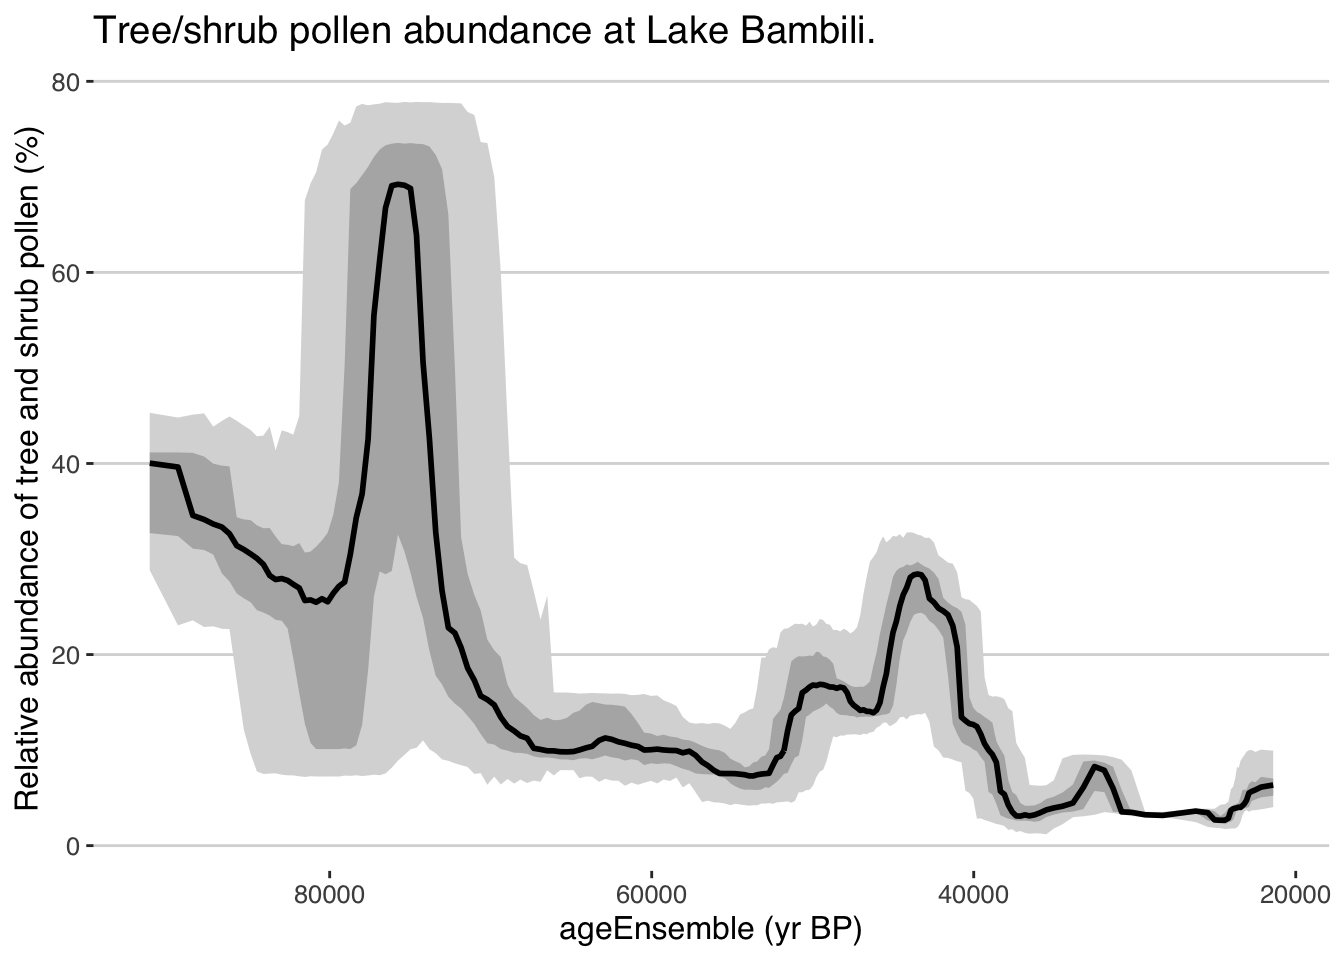 Tree/shrub pollen abundance at Lake Bambili.
Relative abundance of tree and shrub pollen (%)
80
60
40
20
0
80000 60000 40000 20000
ageEnsemble (yr BP)